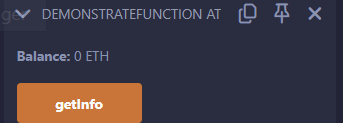 DEMONSTRATEFUNCTION AT
Balance: 0 ETH
getInfo